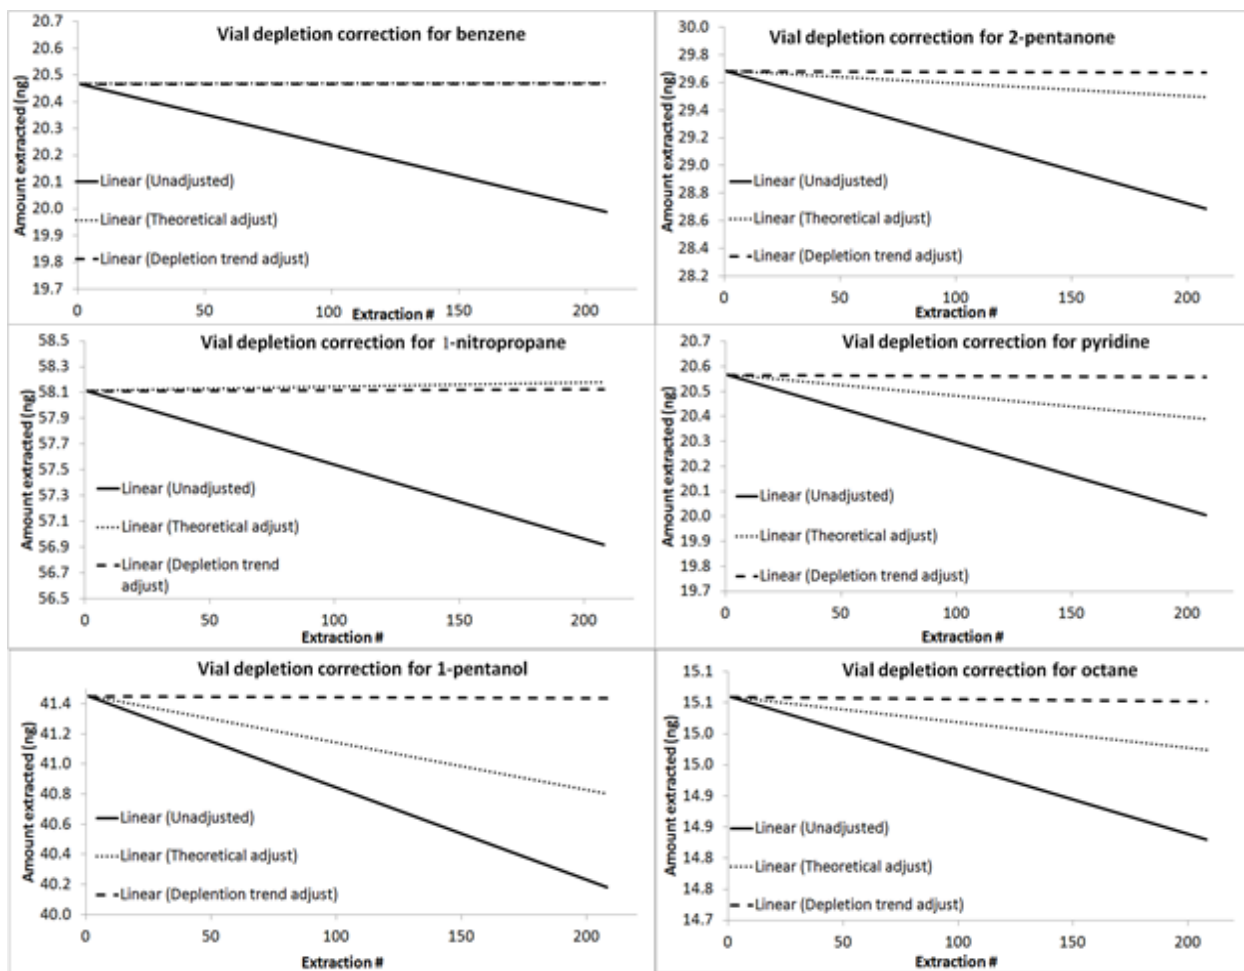 Vial depletion correction for benzene
Amount extracted (ng)
20.7
20.6
20.5
20.4
20.3
20.2
20.1
20.0
19.9
19.8
19.7
Linear (Unadjusted)
Linear (Theoretical adjust)
Linear (Depletion trend adjust)
0 50 100 150 200
Extraction #
Vial depletion correction for 2-pentanone
Amount extracted (ng)
30.0
29.8
29.6
29.4
29.2
29.0
28.8
28.6
28.4
28.2
Linear (Unadjusted)
Linear (Theoretical adjust)
Linear (Depletion trend adjust)
0 50 100 150 200
Extraction #
Vial depletion correction for 1-nitropropane
Amount extracted (ng)
58.5
58.3
58.1
57.9
57.7
57.5
57.3
57.1
56.9
56.7
56.5
Linear (Unadjusted)
Linear (Theoretical adjust)
Linear (Depletion trend
adjust)
0 50 100 150 200
Extraction #
Vial depletion correction for pyridine
Amount extracted (ng)
20.7
20.6
20.5
20.4
20.3
20.2
20.1
20.0
19.9
19.8
19.7
Linear (Unadjusted)
Linear (Theoretical adjust)
Linear (Depletion trend adjust)
0 50 100 150 200
Extraction #
Vial depletion correction for 1-pentanol
Amount extracted (ng)
41.4
41.2
41.0
40.8
40.6
40.4
40.2
40.0
Linear (Unadjusted)
Linear (Theoretical adjust)
Linear (Deplention trend adjust)
0 50 100 150 200
Extraction #
Vial depletion correction for octane
Amount extracted (ng)
15.1
15.1
15.0
15.0
14.9
14.9
14.8
14.8
14.7
Linear (Unadjusted)
Linear (Theoretical adjust)
Linear (Depletion trend adjust)
0 50 100 150 200
Extraction #